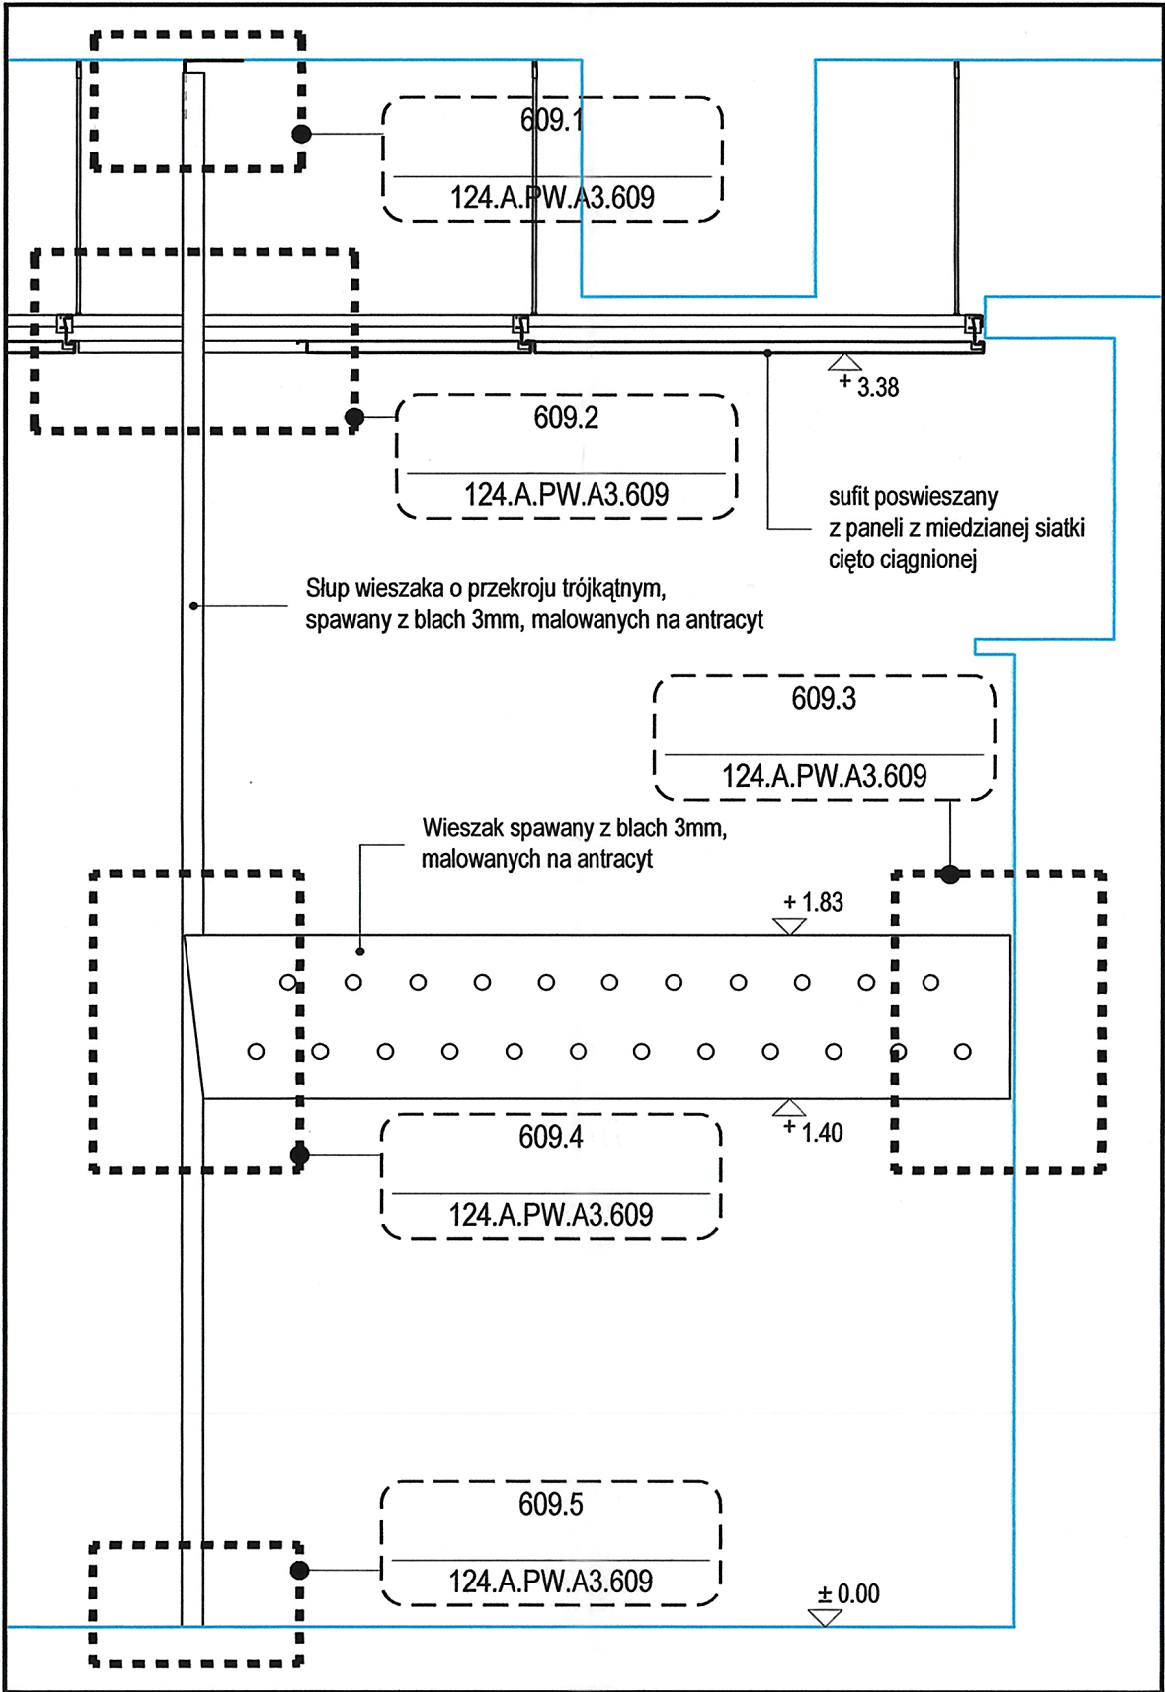 609.1
124.A.PW.A3.609
+ 3.38
609.2
124.A.PW.A3.609
sufit poswieszany
z paneli z miedzianej siatki
cięto ciągnionej
Słup wieszaka o przekroju trójkątnym,
spawany z blach 3mm, malowanych na antracyt
609.3
124.A.PW.A3.609
Wieszak spawany z blach 3mm,
malowanych na antracyt
+ 1.83
+ 1.40
609.4
124.A.PW.A3.609
609.5
124.A.PW.A3.609
± 0.00